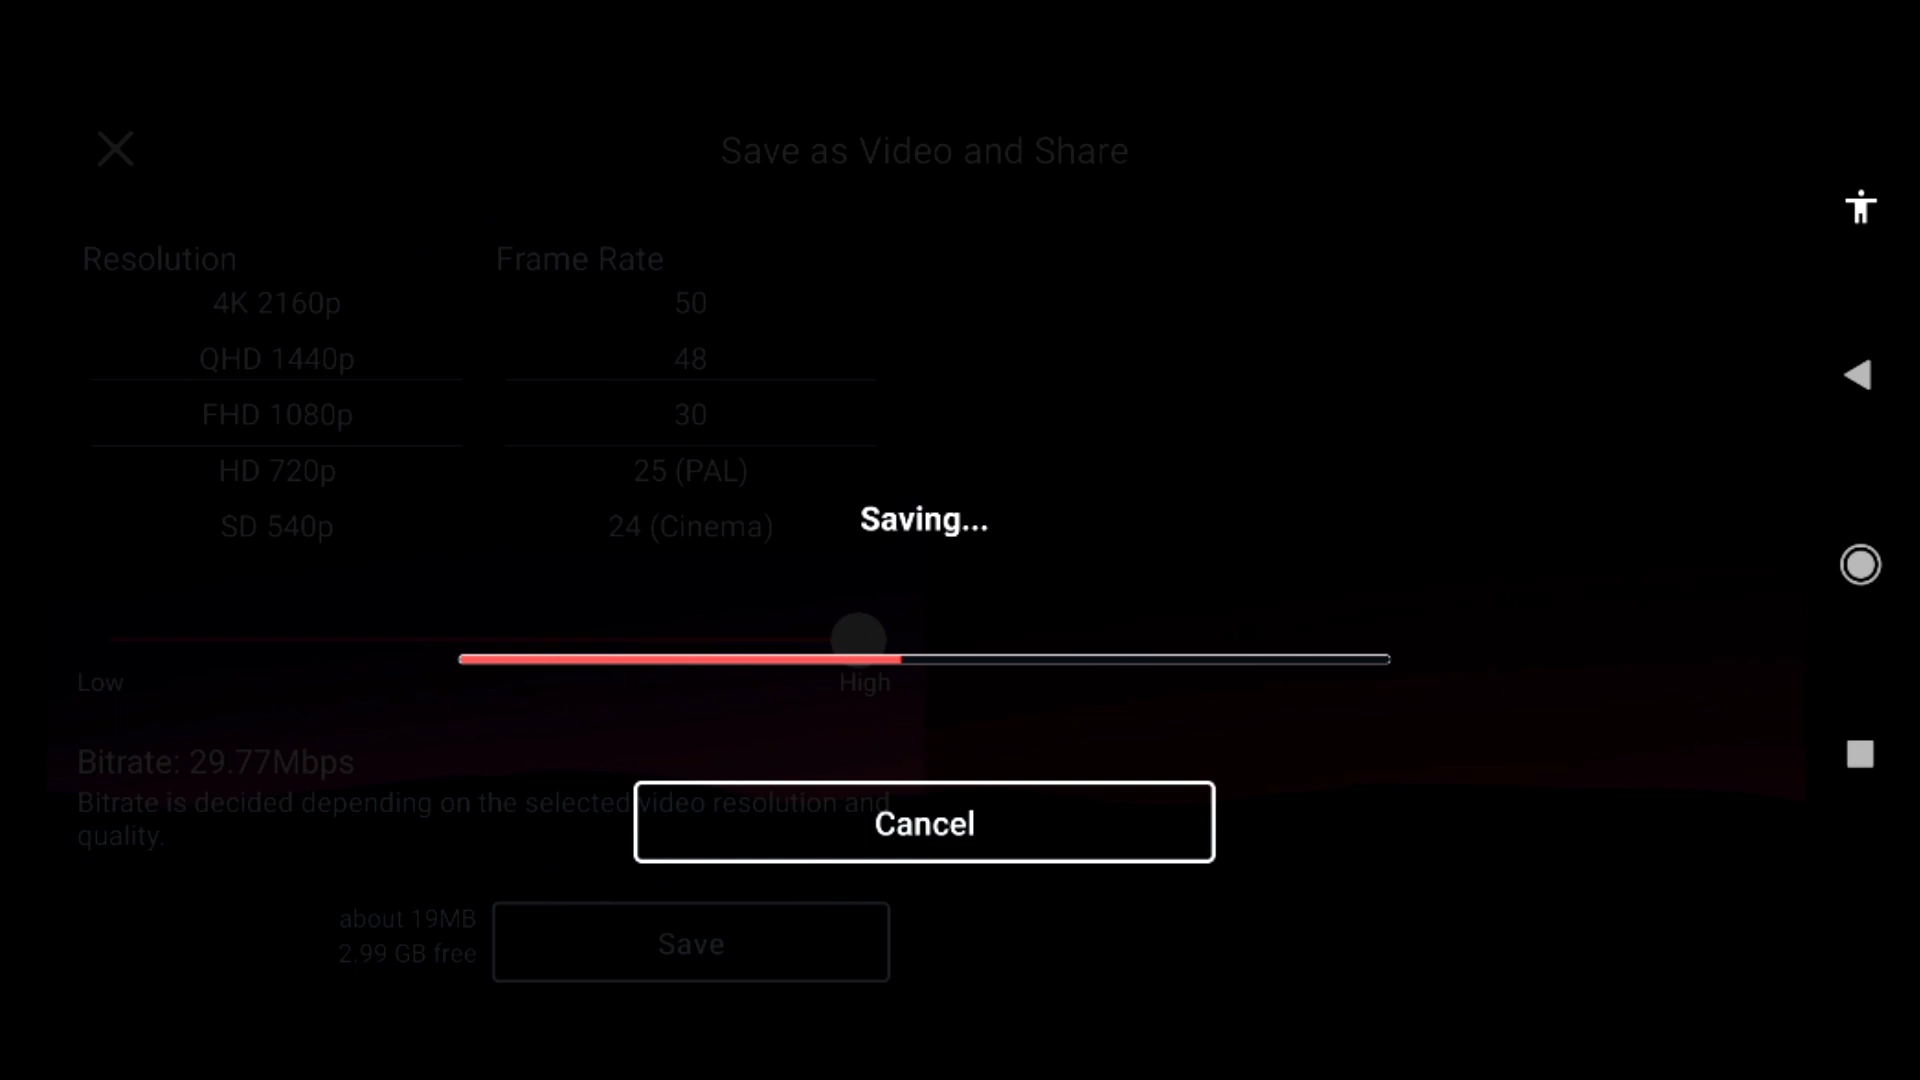 Save as Video and Share
Resolution
Frame Rate
4K 2160p
50
QHD 1440p
48
FHD 1080p
30
HD 720p
25 (PAL)
SD 540p
24 (Cinema)
Saving...
Low
High
Bitrate: 29.77Mbps
Bitrate is decided depending on the selected video resolution and
quality.
Cancel
about 19MB
2.99 GB free
Save